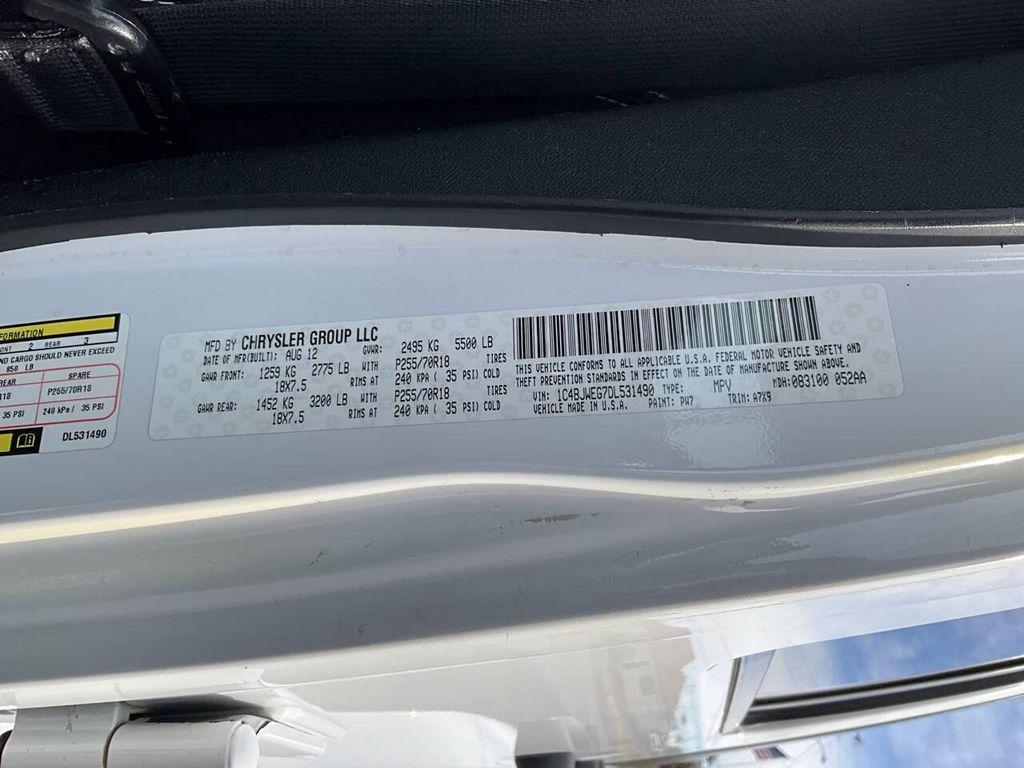 FORMATION
2 REAR 3
ND CARGO SHOULD NEVER EXCEED
850 LB
REAR SPARE
R18 P255/70R18
35 PSI 240 kPa / 35 PSI
DL531490
MFD BY CHRYSLER GROUP LLC
DATE OF MFR(BUILT): AUG 12 GVWR: 2495 KG 5500 LB
GAWR FRONT: 1259 KG 2775 LB WITH P255/70R18 TIRES
18X7.5 RIMS AT 240 KPA ( 35 PSI) COLD
GAWR REAR: 1452 KG 3200 LB WITH P255/70R18 TIRES
18X7.5 RIMS AT 240 KPA ( 35 PSI) COLD
THIS VEHICLE CONFORMS TO ALL APPLICABLE U.S.A. FEDERAL MOTOR VEHICLE SAFETY AND
THEFT PREVENTION STANDARDS IN EFFECT ON THE DATE OF MANUFACTURE SHOWN ABOVE.
VIN: 1C4BJWEG7DL531490 TYPE: MPV MDH: 083100 052AA
VEHICLE MADE IN U.S.A. PAINT: PW7 TRIM: A7X9